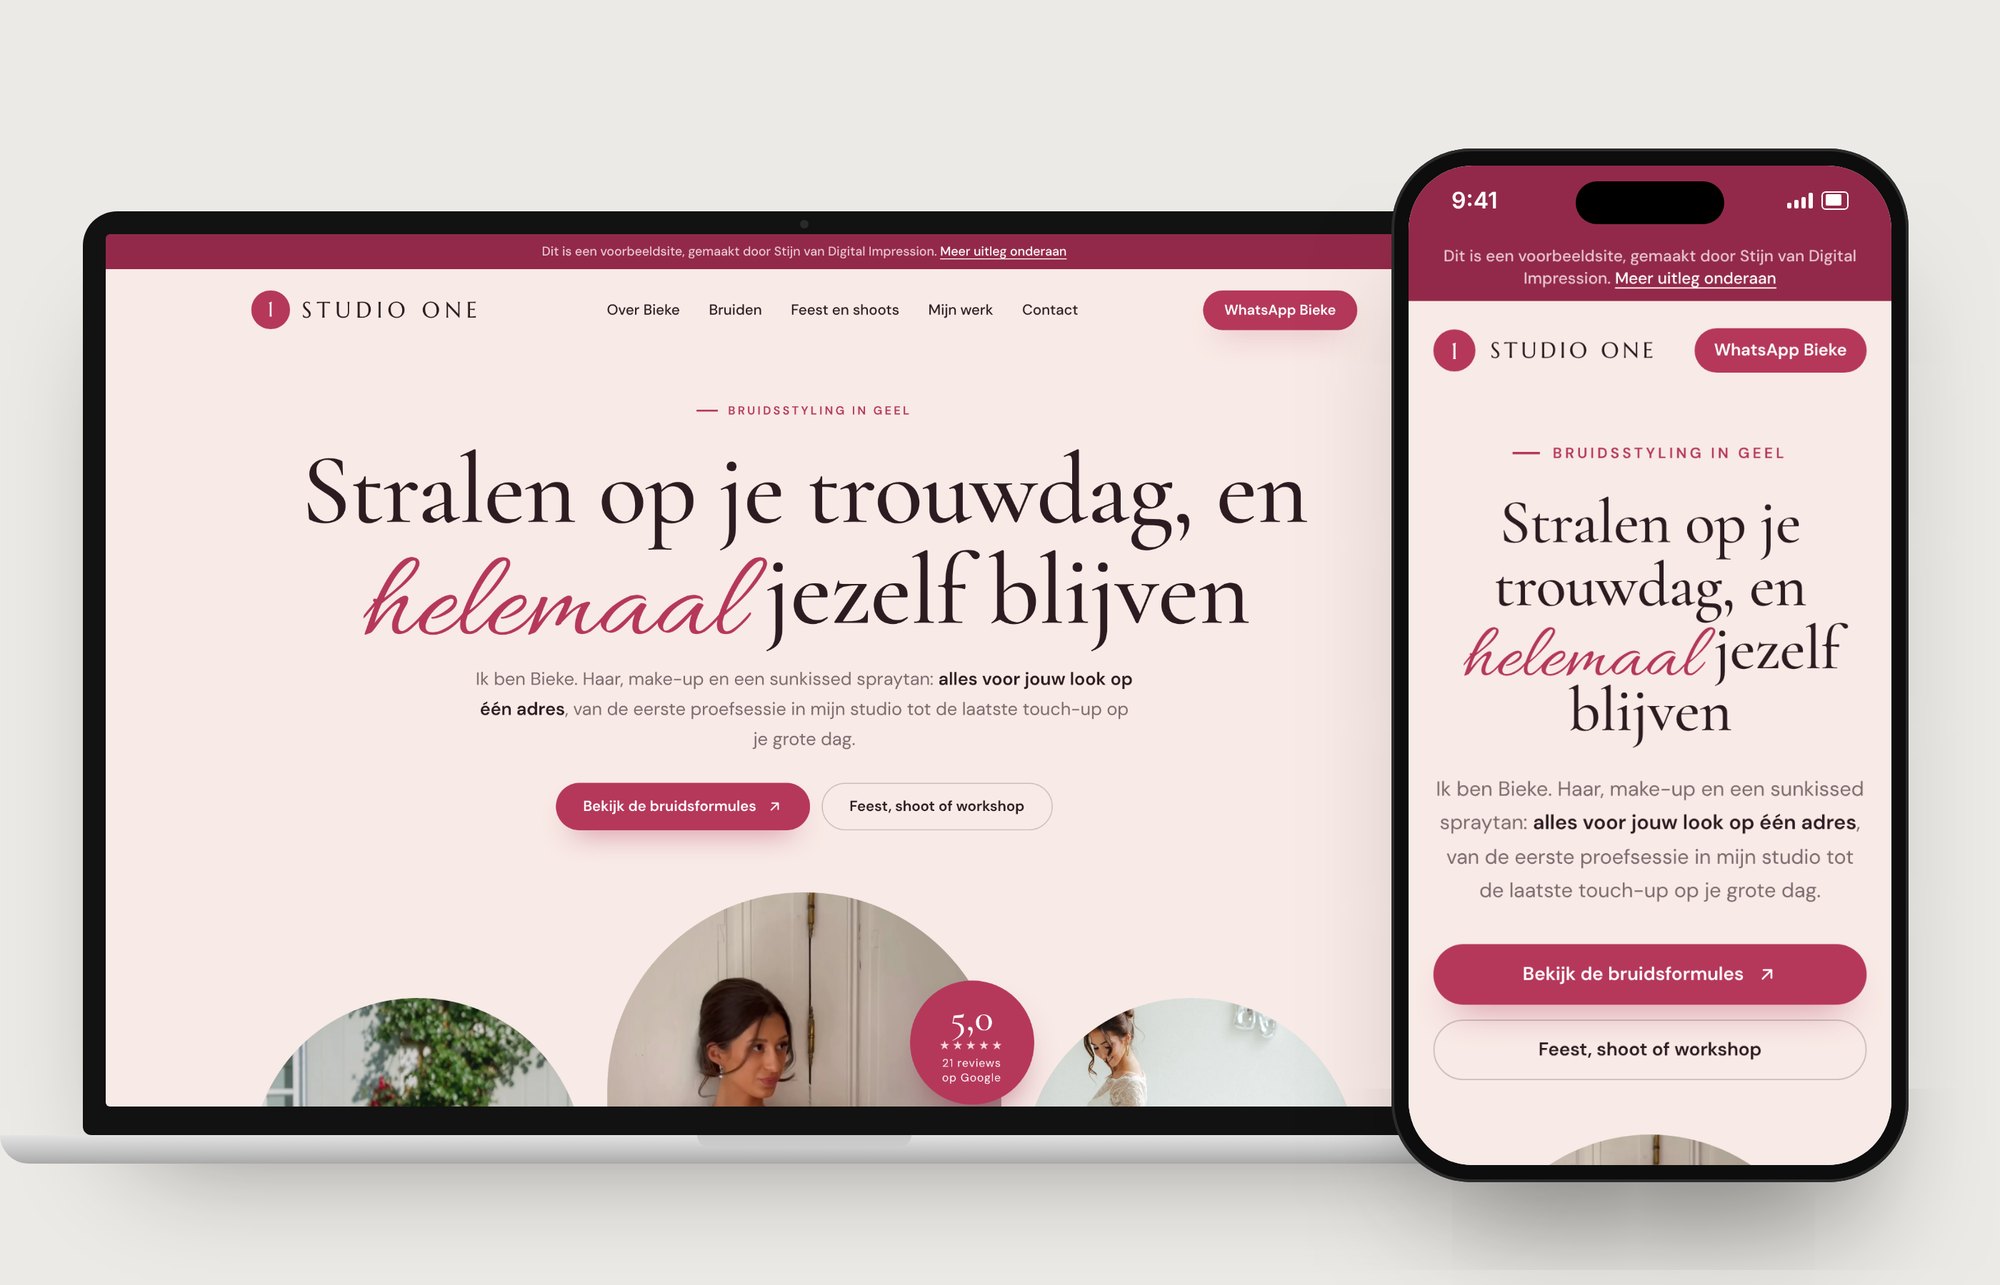 Dit is een voorbeeldsite, gemaakt door Stijn van Digital Impression. Meer uitleg onderaan
1 STUDIO ONE
Over Bieke Bruiden Feest en shoots Mijn werk Contact
WhatsApp Bieke
BRUIDSSTYLING IN GEEL
Stralen op je trouwdag, en
helemaal jezelf blijven
Ik ben Bieke. Haar, make-up en een sunkissed spraytan: alles voor jouw look op
één adres, van de eerste proefsessie in mijn studio tot de laatste touch-up op
je grote dag.
Bekijk de bruidsformules
Feest, shoot of workshop
5,0
21 reviews
op Google
9:41
Dit is een voorbeeldsite, gemaakt door Stijn van Digital
Impression. Meer uitleg onderaan
1 STUDIO ONE
WhatsApp Bieke
BRUIDSSTYLING IN GEEL
Stralen op je
trouwdag, en
helemaal jezelf
blijven
Ik ben Bieke. Haar, make-up en een sunkissed
spraytan: alles voor jouw look op één adres,
van de eerste proefsessie in mijn studio tot
de laatste touch-up op je grote dag.
Bekijk de bruidsformules
Feest, shoot of workshop